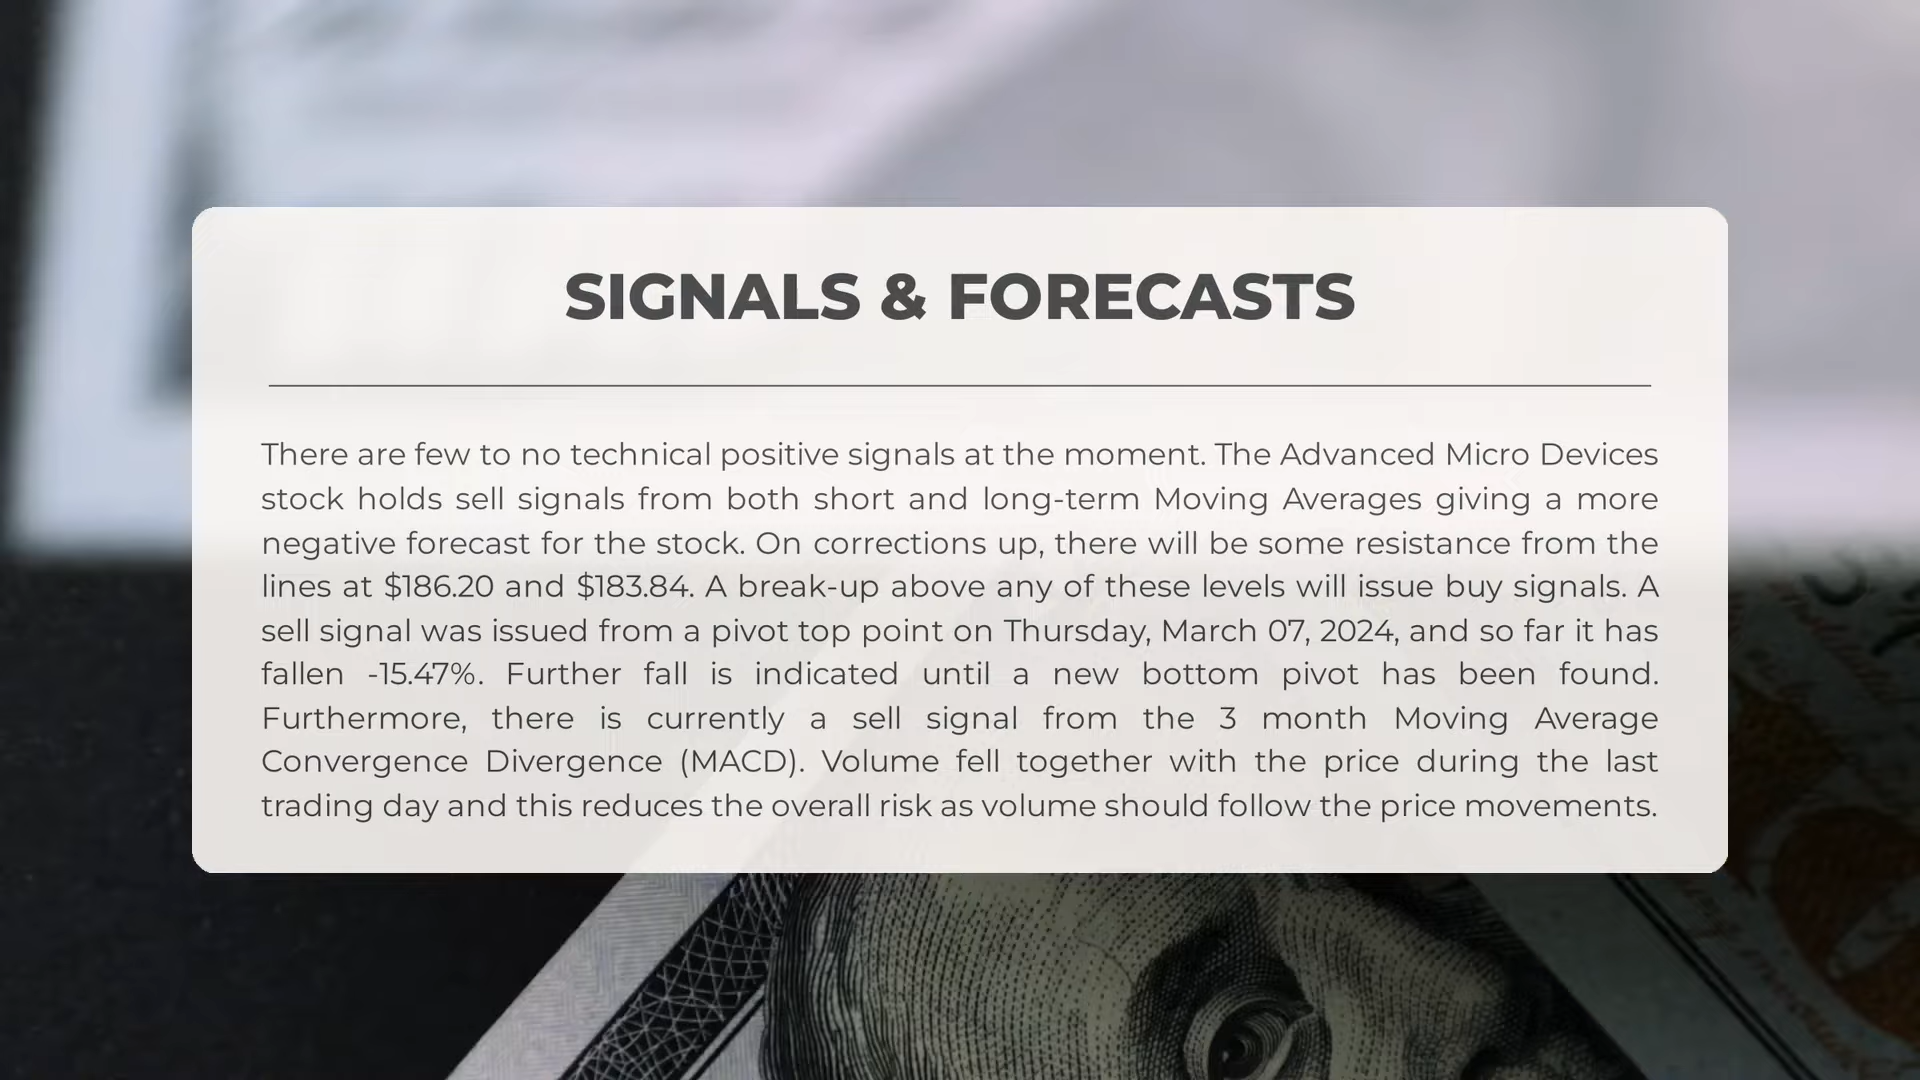 SIGNALS & FORECASTS
There are few to no technical positive signals at the moment. The Advanced Micro Devices
stock holds sell signals from both short and long-term Moving Averages giving a more
negative forecast for the stock. On corrections up, there will be some resistance from the
lines at $186.20 and $183.84. A break-up above any of these levels will issue buy signals. A
sell signal was issued from a pivot top point on Thursday, March 07, 2024, and so far it has
fallen -15.47%. Further fall is indicated until a new bottom pivot has been found.
Furthermore, there is currently a sell signal from the 3 month Moving Average
Convergence Divergence (MACD). Volume fell together with the price during the last
trading day and this reduces the overall risk as volume should follow the price movements.